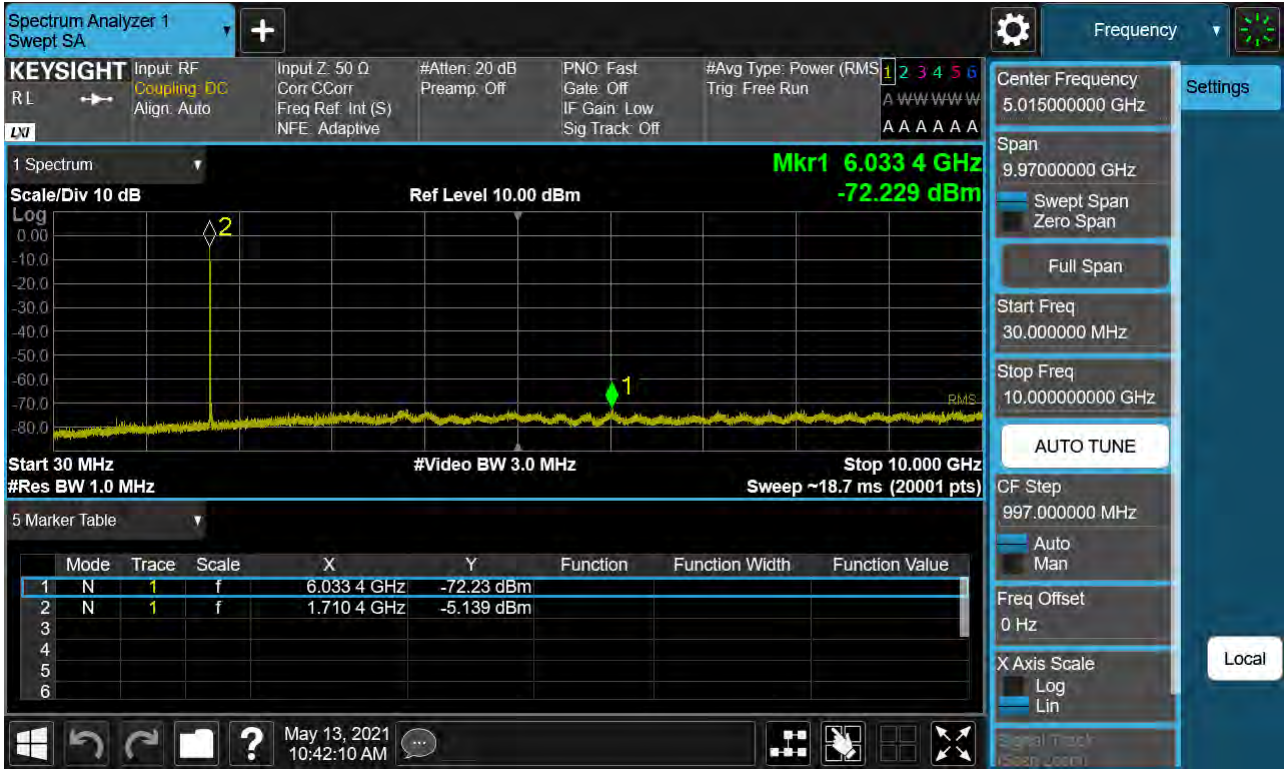 Spectrum Analyzer 1
Swept SA
Frequency
KEYSIGHT
RL
LXI
Input: RF
Coupling: DC
Align: Auto
Input Z: 50 Ω
Corr CCorr
Freq Ref: Int (S)
NFE: Adaptive
#Atten: 20 dB
Preamp: Off
PNO: Fast
Gate: Off
IF Gain: Low
Sig Track: Off
#Avg Type: Power (RMS
Trig: Free Run
1 2 3 4 5 6
A W W W W W
A A A A A A
1 Spectrum
Mkr1 6.033 4 GHz
Scale/Div 10 dB
Ref Level 10.00 dBm
-72.229 dBm
Log
0.00
-10.0
-20.0
-30.0
-40.0
-50.0
-60.0
-70.0
-80.0
2
1
RMS
Start 30 MHz
#Video BW 3.0 MHz
Stop 10.000 GHz
#Res BW 1.0 MHz
Sweep ~18.7 ms (20001 pts)
5 Marker Table
Mode Trace Scale X Y Function Function Width Function Value
1 N 1 f 6.033 4 GHz -72.23 dBm
2 N 1 f 1.710 4 GHz -5.139 dBm
3
4
5
6
May 13, 2021
10:42:10 AM
Center Frequency
5.015000000 GHz
Span
9.97000000 GHz
Swept Span
Zero Span
Full Span
Start Freq
30.000000 MHz
Stop Freq
10.000000000 GHz
AUTO TUNE
CF Step
997.000000 MHz
Auto
Man
Freq Offset
0 Hz
X Axis Scale
Log
Lin
Signal Track
(Span Zoom)
Settings
Local